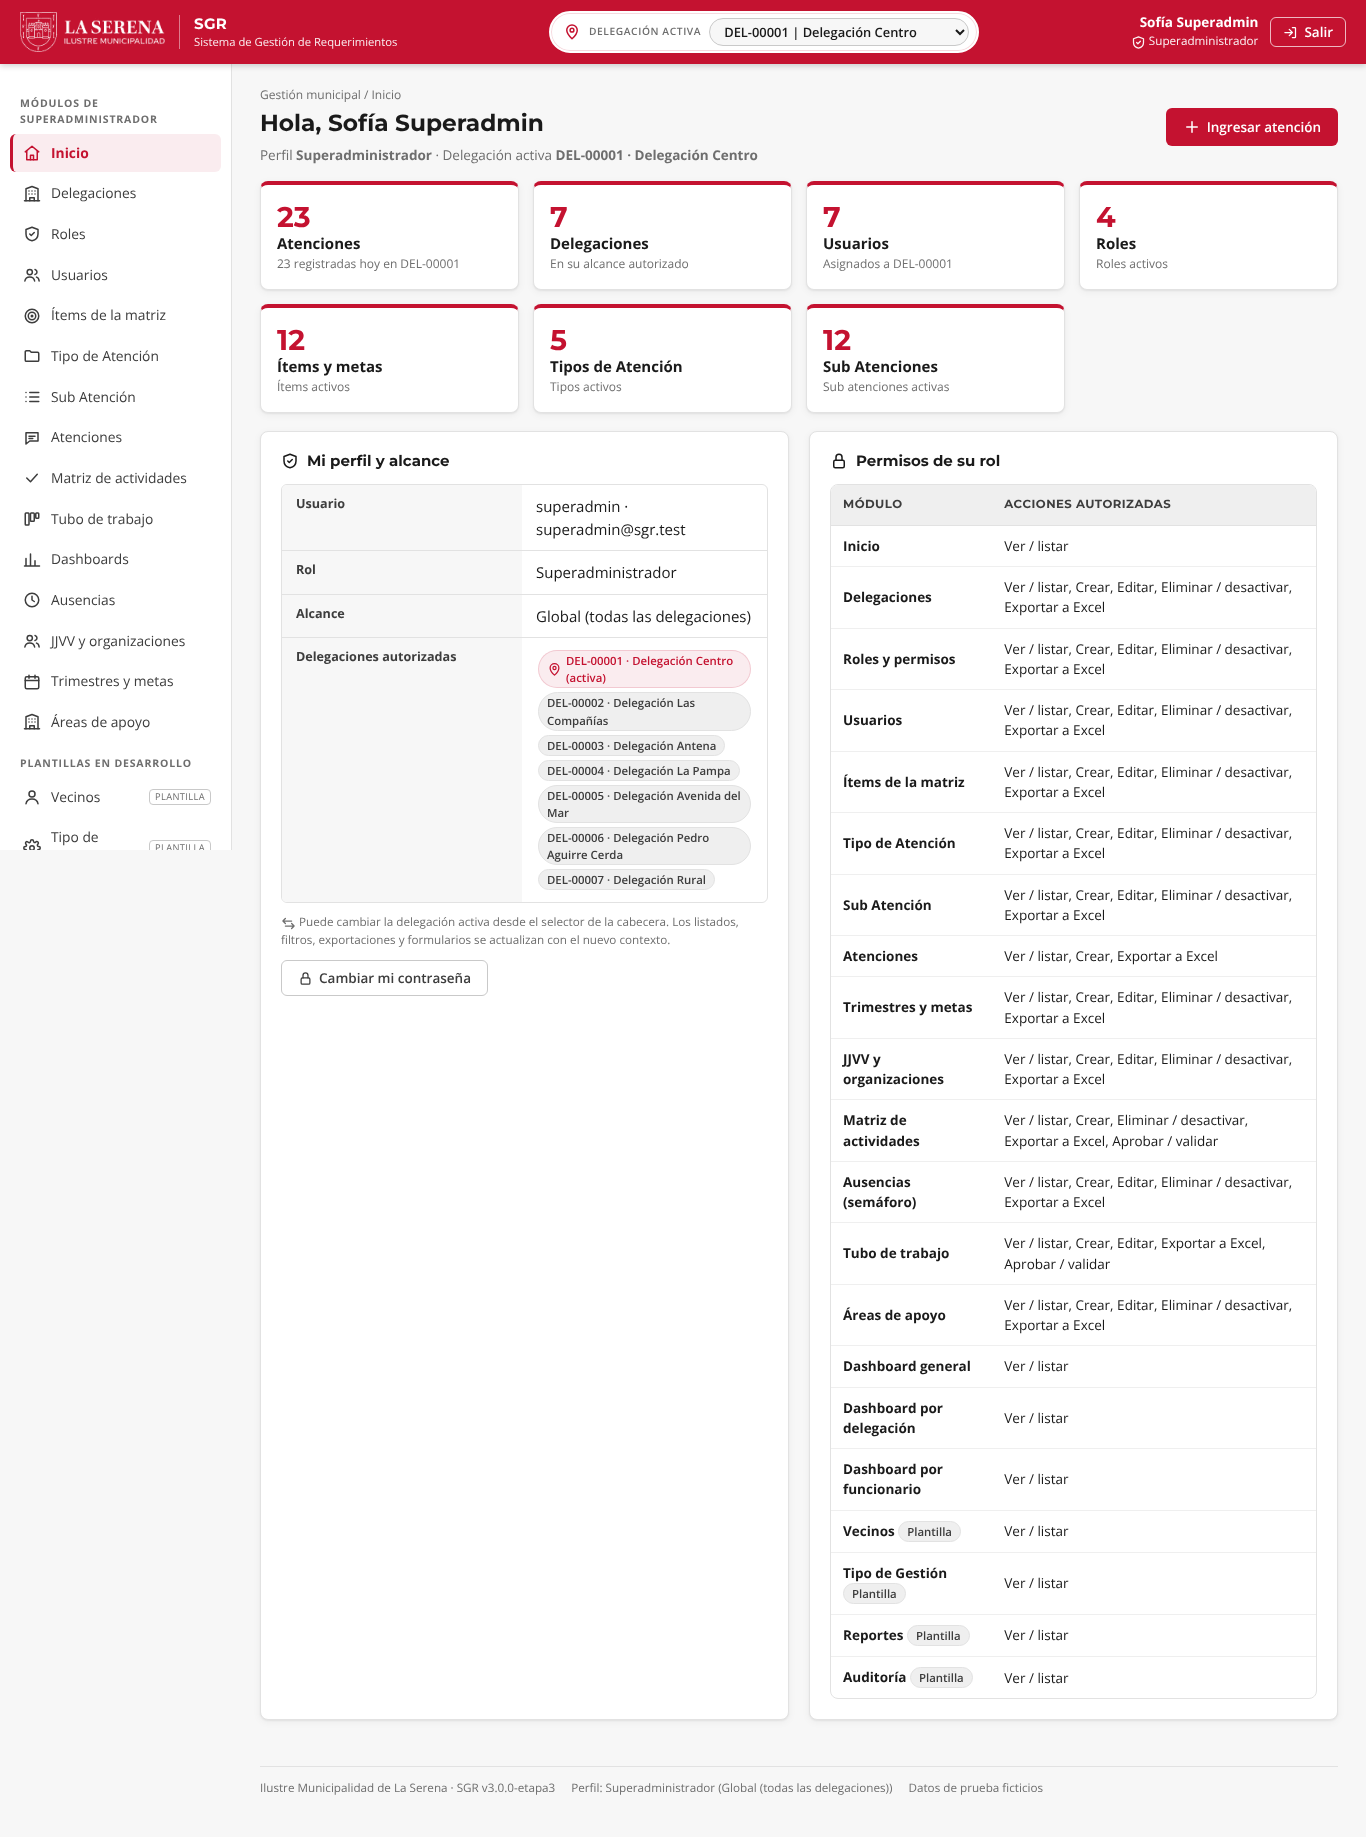 LA SERENA
ILUSTRE MUNICIPALIDAD
SGR
Sistema de Gestión de Requerimientos
DELEGACIÓN ACTIVA
DEL-00001 | Delegación Centro
Sofía Superadmin
Superadministrador
Salir
MÓDULOS DE
SUPERADMINISTRADOR
Inicio
Delegaciones
Roles
Usuarios
Ítems de la matriz
Tipo de Atención
Sub Atención
Atenciones
Matriz de actividades
Tubo de trabajo
Dashboards
Ausencias
JJVV y organizaciones
Trimestres y metas
Áreas de apoyo
PLANTILLAS EN DESARROLLO
Vecinos PLANTILLA
Tipo de
PLANTILLA
Gestión municipal / Inicio
Hola, Sofía Superadmin
Perfil Superadministrador · Delegación activa DEL-00001 · Delegación Centro
Ingresar atención
23
Atenciones
23 registradas hoy en DEL-00001
7
Delegaciones
En su alcance autorizado
7
Usuarios
Asignados a DEL-00001
4
Roles
Roles activos
12
Ítems y metas
Ítems activos
5
Tipos de Atención
Tipos activos
12
Sub Atenciones
Sub atenciones activas
Mi perfil y alcance
Usuario
superadmin ·
superadmin@sgr.test
Rol
Superadministrador
Alcance
Global (todas las delegaciones)
Delegaciones autorizadas
DEL-00001 · Delegación Centro
(activa)
DEL-00002 · Delegación Las
Compañías
DEL-00003 · Delegación Antena
DEL-00004 · Delegación La Pampa
DEL-00005 · Delegación Avenida del
Mar
DEL-00006 · Delegación Pedro
Aguirre Cerda
DEL-00007 · Delegación Rural
Puede cambiar la delegación activa desde el selector de la cabecera. Los listados,
filtros, exportaciones y formularios se actualizan con el nuevo contexto.
Cambiar mi contraseña
Permisos de su rol
MÓDULO ACCIONES AUTORIZADAS
Inicio
Ver / listar
Delegaciones
Ver / listar, Crear, Editar, Eliminar / desactivar,
Exportar a Excel
Roles y permisos
Ver / listar, Crear, Editar, Eliminar / desactivar,
Exportar a Excel
Usuarios
Ver / listar, Crear, Editar, Eliminar / desactivar,
Exportar a Excel
Ítems de la matriz
Ver / listar, Crear, Editar, Eliminar / desactivar,
Exportar a Excel
Tipo de Atención
Ver / listar, Crear, Editar, Eliminar / desactivar,
Exportar a Excel
Sub Atención
Ver / listar, Crear, Editar, Eliminar / desactivar,
Exportar a Excel
Atenciones
Ver / listar, Crear, Exportar a Excel
Trimestres y metas
Ver / listar, Crear, Editar, Eliminar / desactivar,
Exportar a Excel
JJVV y
organizaciones
Ver / listar, Crear, Editar, Eliminar / desactivar,
Exportar a Excel
Matriz de
actividades
Ver / listar, Crear, Eliminar / desactivar,
Exportar a Excel, Aprobar / validar
Ausencias
(semáforo)
Ver / listar, Crear, Editar, Eliminar / desactivar,
Exportar a Excel
Tubo de trabajo
Ver / listar, Crear, Editar, Exportar a Excel,
Aprobar / validar
Áreas de apoyo
Ver / listar, Crear, Editar, Eliminar / desactivar,
Exportar a Excel
Dashboard general
Ver / listar
Dashboard por
delegación
Ver / listar
Dashboard por
funcionario
Ver / listar
Vecinos Plantilla
Ver / listar
Tipo de Gestión
Plantilla
Ver / listar
Reportes Plantilla
Ver / listar
Auditoría Plantilla
Ver / listar
Ilustre Municipalidad de La Serena · SGR v3.0.0-etapa3 Perfil: Superadministrador (Global (todas las delegaciones)) Datos de prueba ficticios